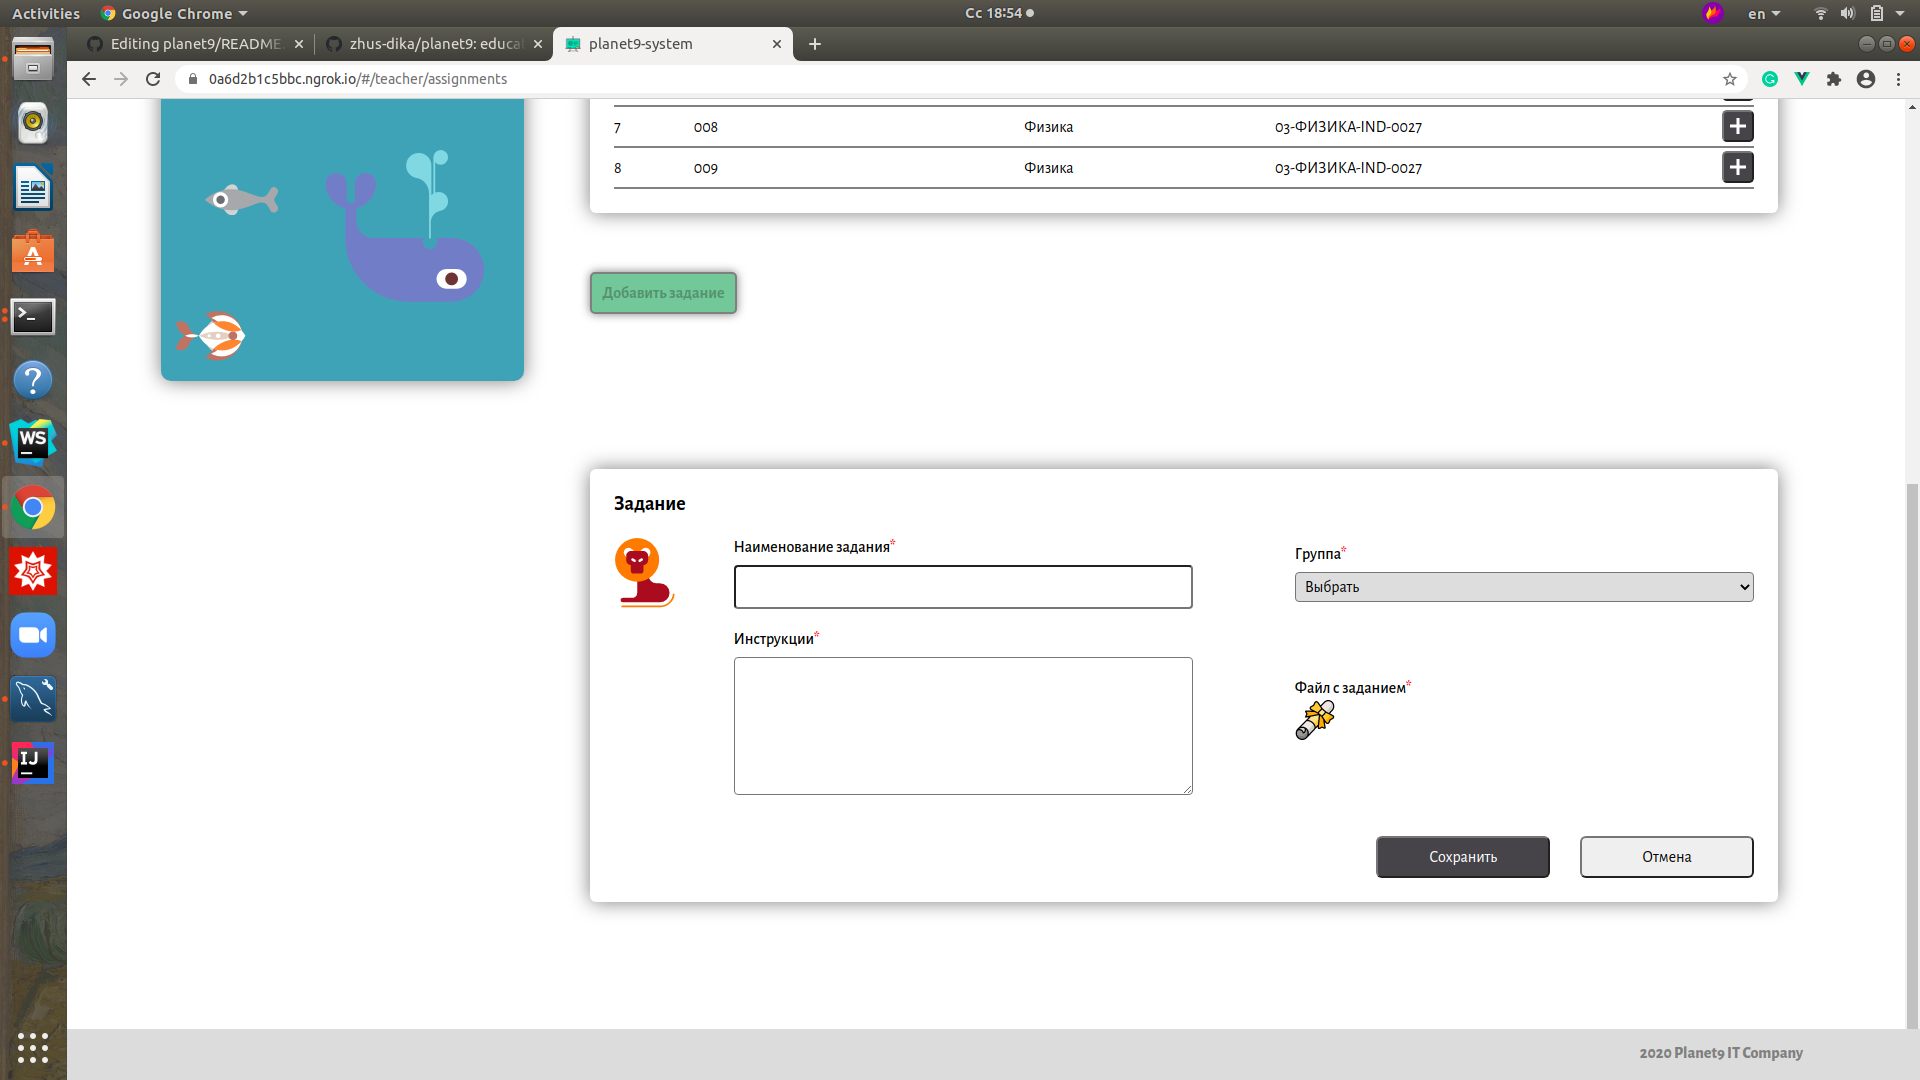 Activities
Google Chrome
Сс 18:54
en
Editing planet9/README
zhus-dika/planet9: educa
planet9-system
0a6d2b1c5bbc.ngrok.io/#/teacher/assignments
7 008 Физика 03-ФИЗИКА-IND-0027
8 009 Физика 03-ФИЗИКА-IND-0027
Добавить задание
Задание
Наименование задания*
Группа*
Выбрать
Инструкции*
Файл с заданием*
Сохранить
Отмена
WS
IJ
2020 Planet9 IT Company